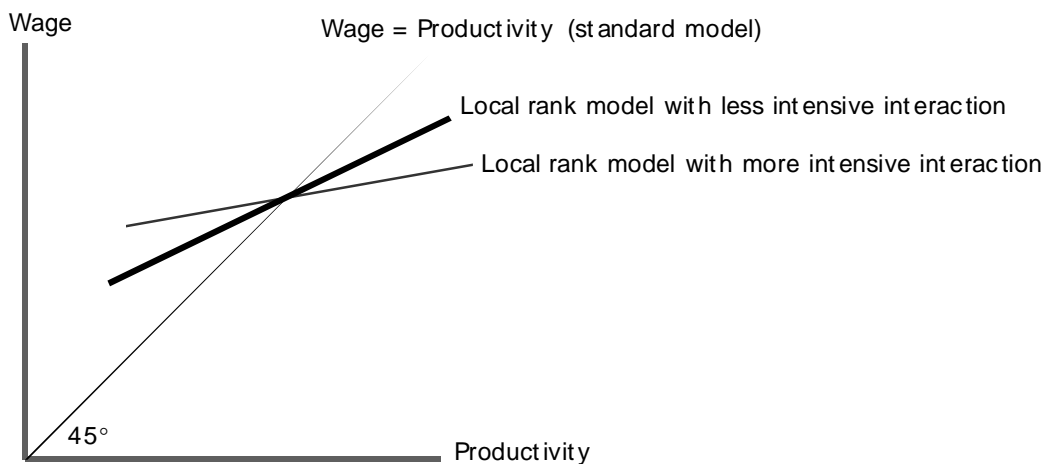 Wage
Wage = Productivity (standard model)
Local rank model with less intensive interaction
Local rank model with more intensive interaction
45°
Productivity